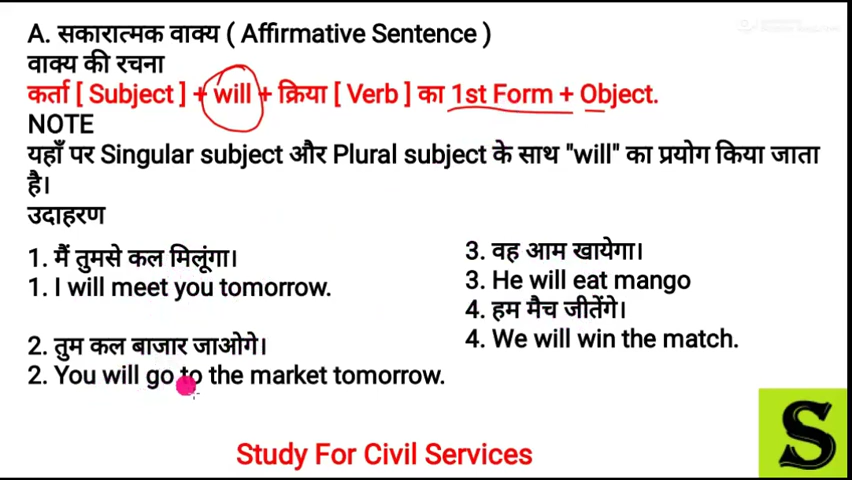 A. सकारात्मक वाक्य ( Affirmative Sentence )
वाक्य की रचना
कर्ता [ Subject ] + will + क्रिया [ Verb ] का 1st Form + Object.
NOTE
यहाँ पर Singular subject और Plural subject के साथ "will" का प्रयोग किया जाता
है।
उदाहरण
1. मैं तुमसे कल मिलूंगा।
1. I will meet you tomorrow.
2. तुम कल बाजार जाओगे।
2. You will go to the market tomorrow.
3. वह आम खायेगा।
3. He will eat mango
4. हम मैच जीतेंगे।
4. We will win the match.
Study For Civil Services
S